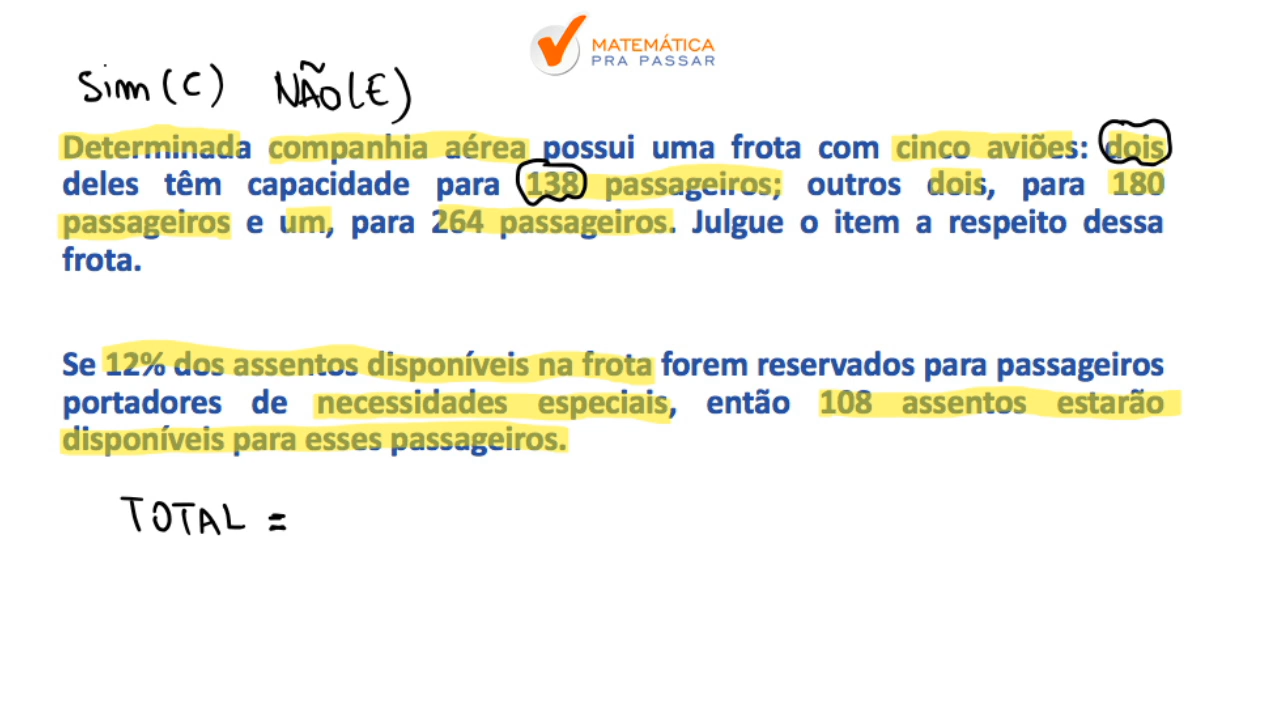 MATEMÁTICA
PRA PASSAR
Sim (C) NÃO (E)
Determinada companhia aérea possui uma frota com cinco aviões: dois
deles têm capacidade para 138 passageiros; outros dois, para 180
passageiros e um, para 264 passageiros. Julgue o item a respeito dessa
frota.
Se 12% dos assentos disponíveis na frota forem reservados para passageiros
portadores de necessidades especiais, então 108 assentos estarão
disponíveis para esses passageiros.
TOTAL =